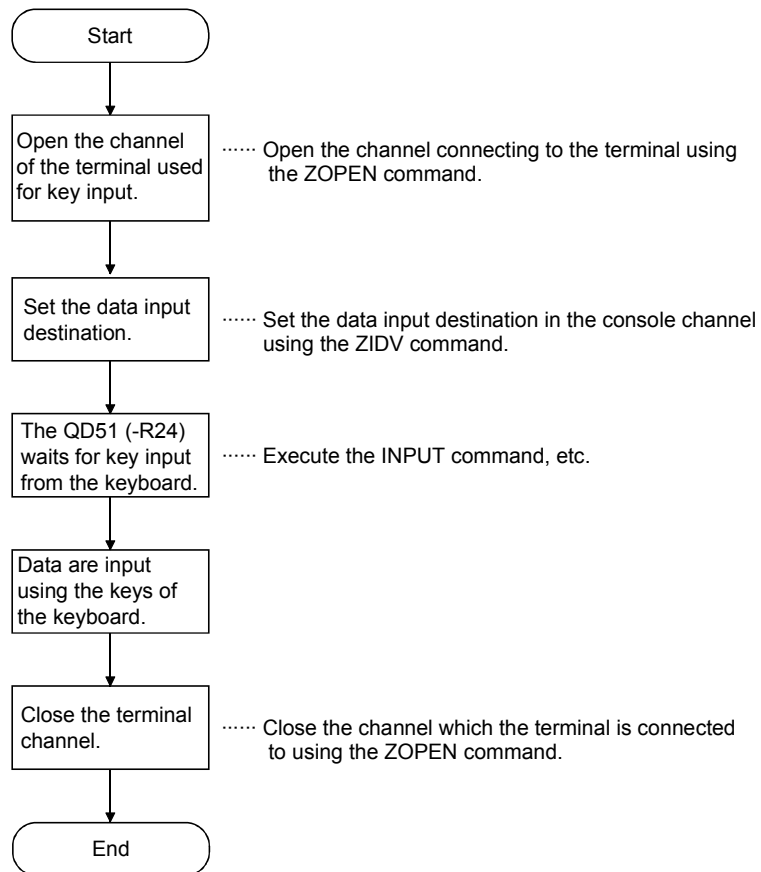 Start
Open the channel
of the terminal used
for key input.
...... Open the channel connecting to the terminal using
the ZOPEN command.
Set the data input
destination.
...... Set the data input destination in the console channel
using the ZIDV command.
The QD51 (-R24)
waits for key input
from the keyboard.
...... Execute the INPUT command, etc.
Data are input
using the keys of
the keyboard.
Close the terminal
channel.
...... Close the channel which the terminal is connected
to using the ZOPEN command.
End